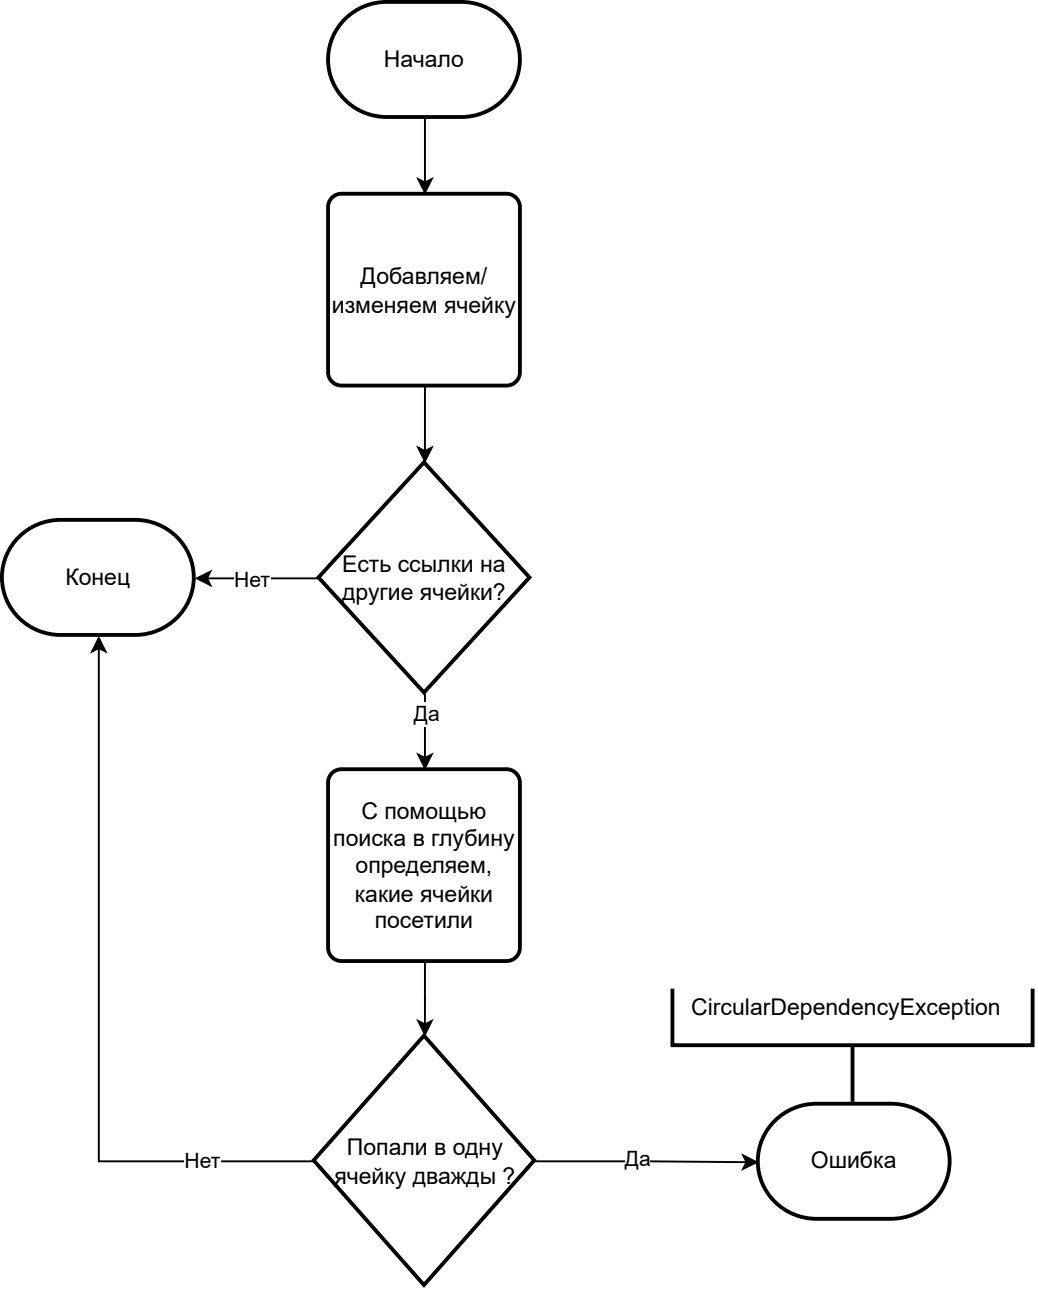 Начало
Добавляем/
изменяем ячейку
Есть ссылки на
другие ячейки?
Конец
Нет
Да
С помощью
поиска в глубину
определяем,
какие ячейки
посетили
CircularDependencyException
Попали в одну
ячейку дважды ?
Нет
Да
Ошибка